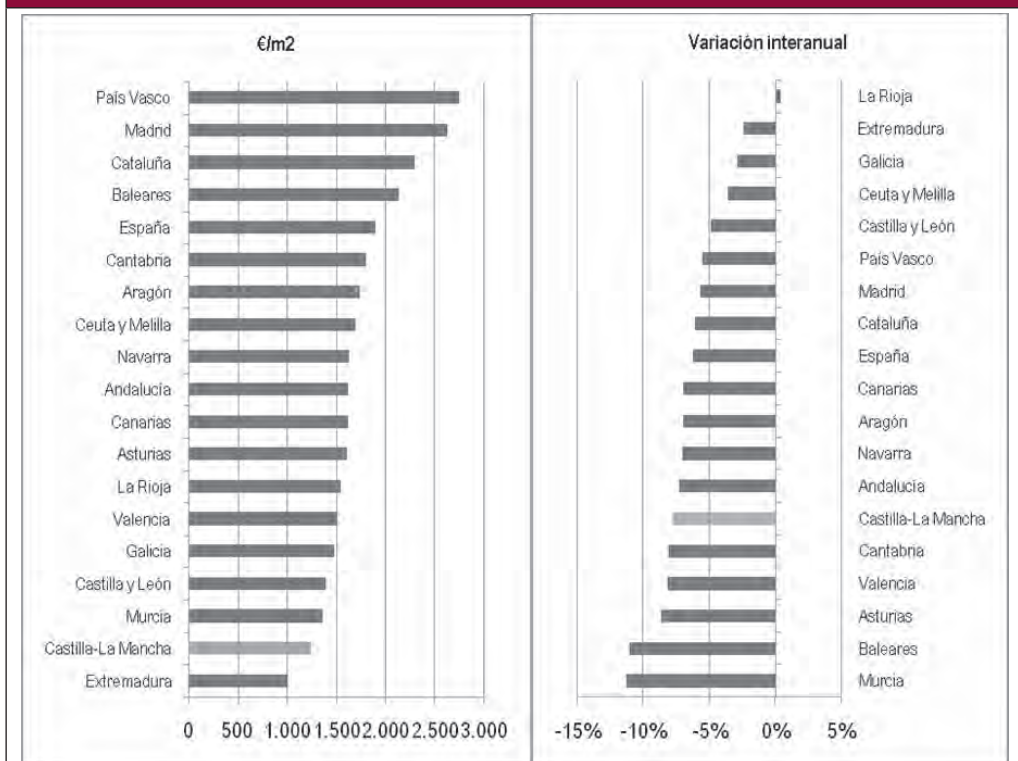 €/m2
País Vasco
Madrid
Cataluña
Baleares
España
Cantabria
Aragón
Ceuta y Melilla
Navarra
Andalucía
Canarias
Asturias
La Rioja
Valencia
Galicia
Castilla y León
Murcia
Castilla-La Mancha
Extremadura
0 500 1.000 1.500 2.000 2.500 3.000
Variación interanual
La Rioja
Extremadura
Galicia
Ceuta y Melilla
Castilla y León
País Vasco
Madrid
Cataluña
España
Canarias
Aragón
Navarra
Andalucía
Castilla-La Mancha
Cantabria
Valencia
Asturias
Baleares
Murcia
-15% -10% -5% 0% 5%